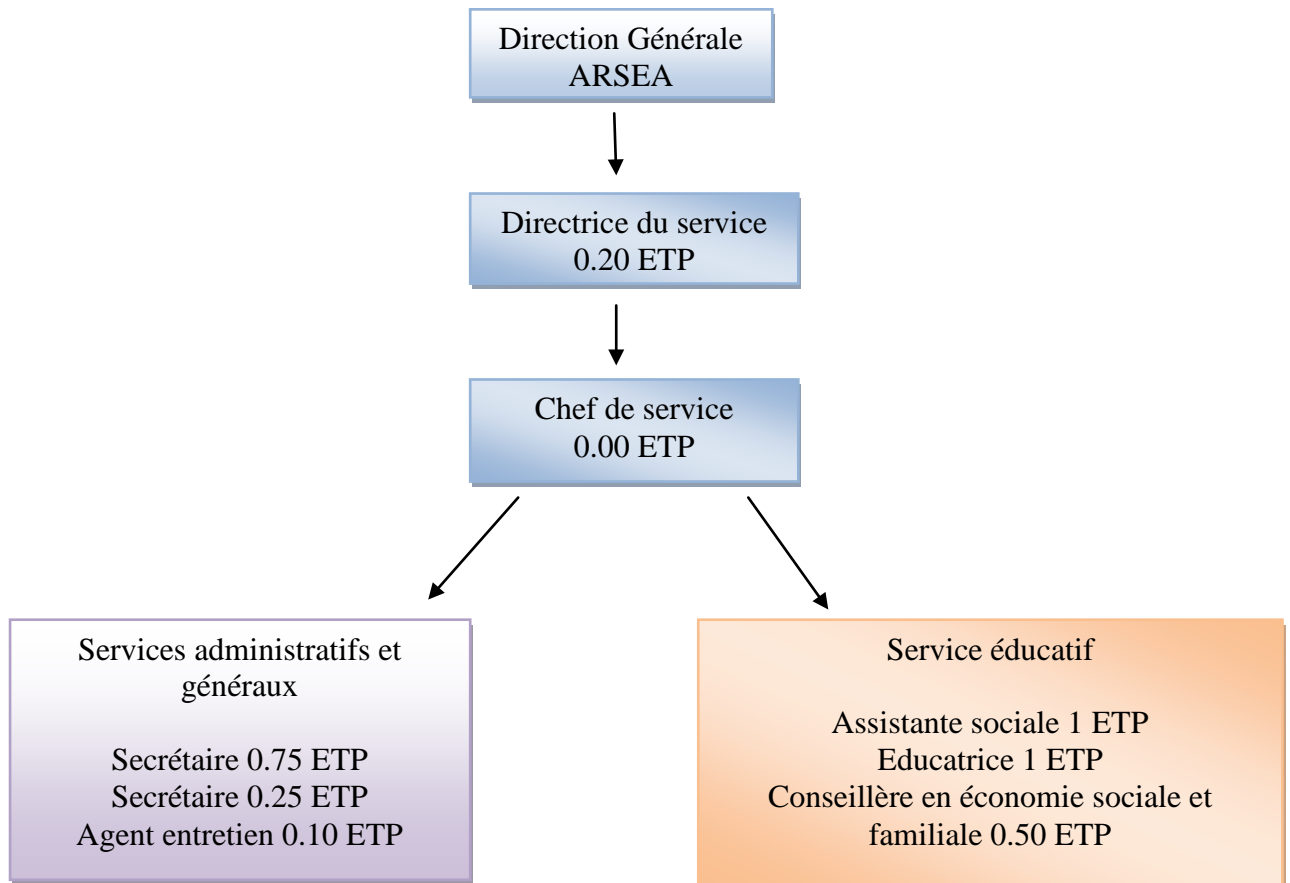 Direction Générale
ARSEA
Directrice du service
0.20 ETP
Chef de service
0.00 ETP
Services administratifs et
généraux
Secrétaire 0.75 ETP
Secrétaire 0.25 ETP
Agent entretien 0.10 ETP
Service éducatif
Assistante sociale 1 ETP
Educatrice 1 ETP
Conseillère en économie sociale et
familiale 0.50 ETP